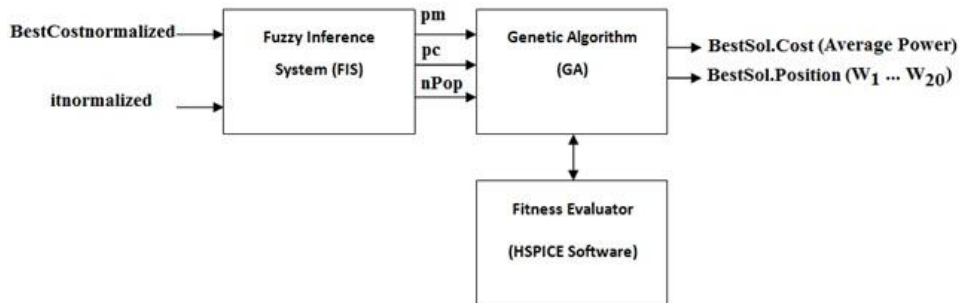 BestCostnormalized
itnormalized
Fuzzy Inference
System (FIS)
pm
pc
nPop
Genetic Algorithm
(GA)
BestSol.Cost (Average Power)
BestSol.Position (W1 ... W20)
Fitness Evaluator
(HSPICE Software)